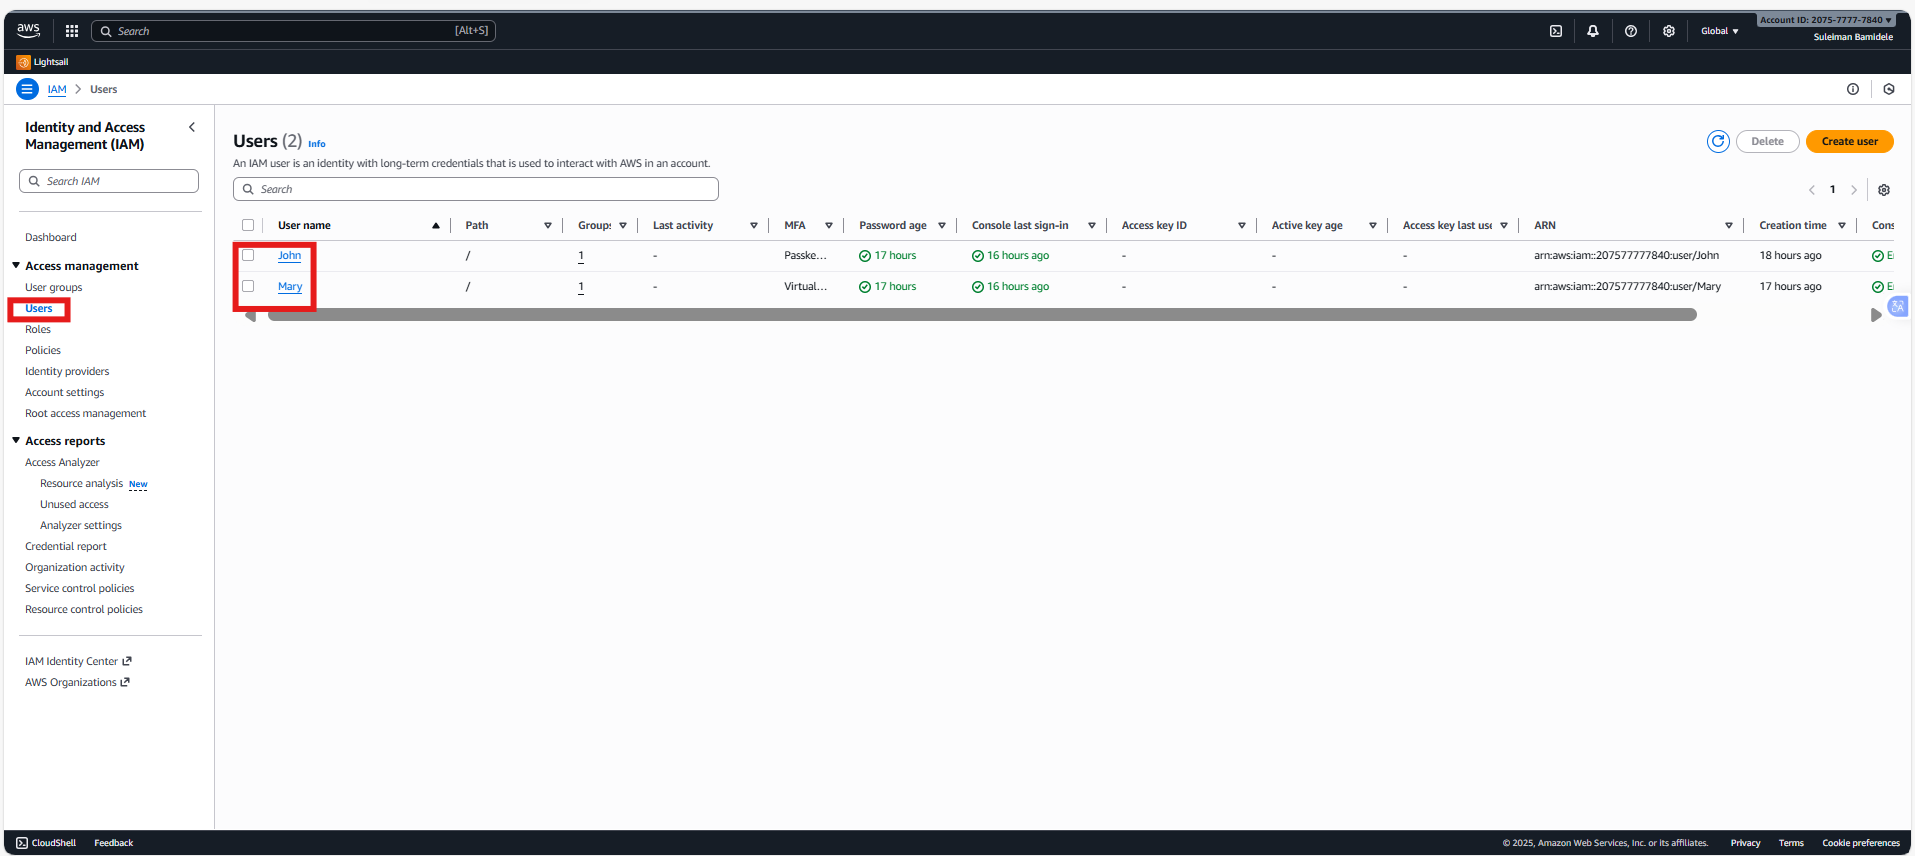 aws
Search [Alt+S]
Global
Account ID: 2075-7777-7840
Suleiman Bamidele
Lightsail
IAM > Users
Identity and Access
Management (IAM)
Search IAM
Dashboard
Access management
User groups
Users
Roles
Policies
Identity providers
Account settings
Root access management
Access reports
Access Analyzer
Resource analysis New
Unused access
Analyzer settings
Credential report
Organization activity
Service control policies
Resource control policies
IAM Identity Center
AWS Organizations
Users (2) Info
An IAM user is an identity with long-term credentials that is used to interact with AWS in an account.
Delete
Create user
Search
1
User name Path Groups Last activity MFA Password age Console last sign-in Access key ID Active key age Access key last use ARN Creation time Cons
John / 1 - Passke... 17 hours 16 hours ago - - - arn:aws:iam::207577777840:user/John 18 hours ago E
Mary / 1 - Virtual... 17 hours 16 hours ago - - - arn:aws:iam::207577777840:user/Mary 17 hours ago E
CloudShell Feedback © 2025, Amazon Web Services, Inc. or its affiliates. Privacy Terms Cookie preferences